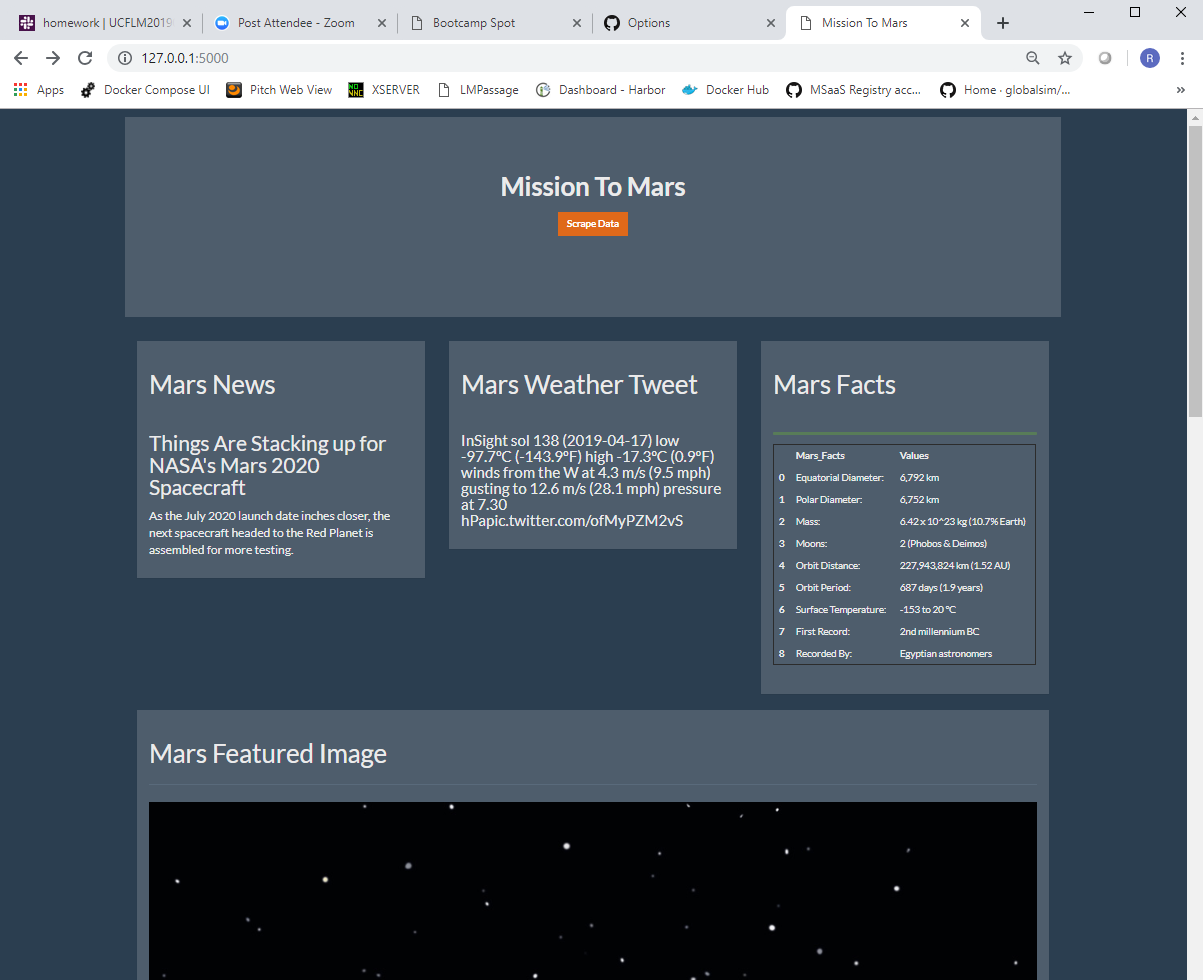 homework | UCFLM2019
Post Attendee - Zoom
Bootcamp Spot
Options
Mission To Mars
127.0.0.1:5000
R
Apps
Docker Compose UI
Pitch Web View
NO VNC
XSERVER
LMPassage
Dashboard - Harbor
Docker Hub
MSaaS Registry acc...
Home · globalsim/...
»
Mission To Mars
Scrape Data
Mars News
Things Are Stacking up for
NASA's Mars 2020
Spacecraft
As the July 2020 launch date inches closer, the
next spacecraft headed to the Red Planet is
assembled for more testing.
Mars Weather Tweet
InSight sol 138 (2019-04-17) low
-97.7ºC (-143.9ºF) high -17.3ºC (0.9ºF)
winds from the W at 4.3 m/s (9.5 mph)
gusting to 12.6 m/s (28.1 mph) pressure
at 7.30
hPapic.twitter.com/ofMyPZM2vS
Mars Facts
Mars_Facts Values
0 Equatorial Diameter: 6,792 km
1 Polar Diameter: 6,752 km
2 Mass: 6.42 x 10^23 kg (10.7% Earth)
3 Moons: 2 (Phobos & Deimos)
4 Orbit Distance: 227,943,824 km (1.52 AU)
5 Orbit Period: 687 days (1.9 years)
6 Surface Temperature: -153 to 20 °C
7 First Record: 2nd millennium BC
8 Recorded By: Egyptian astronomers
Mars Featured Image